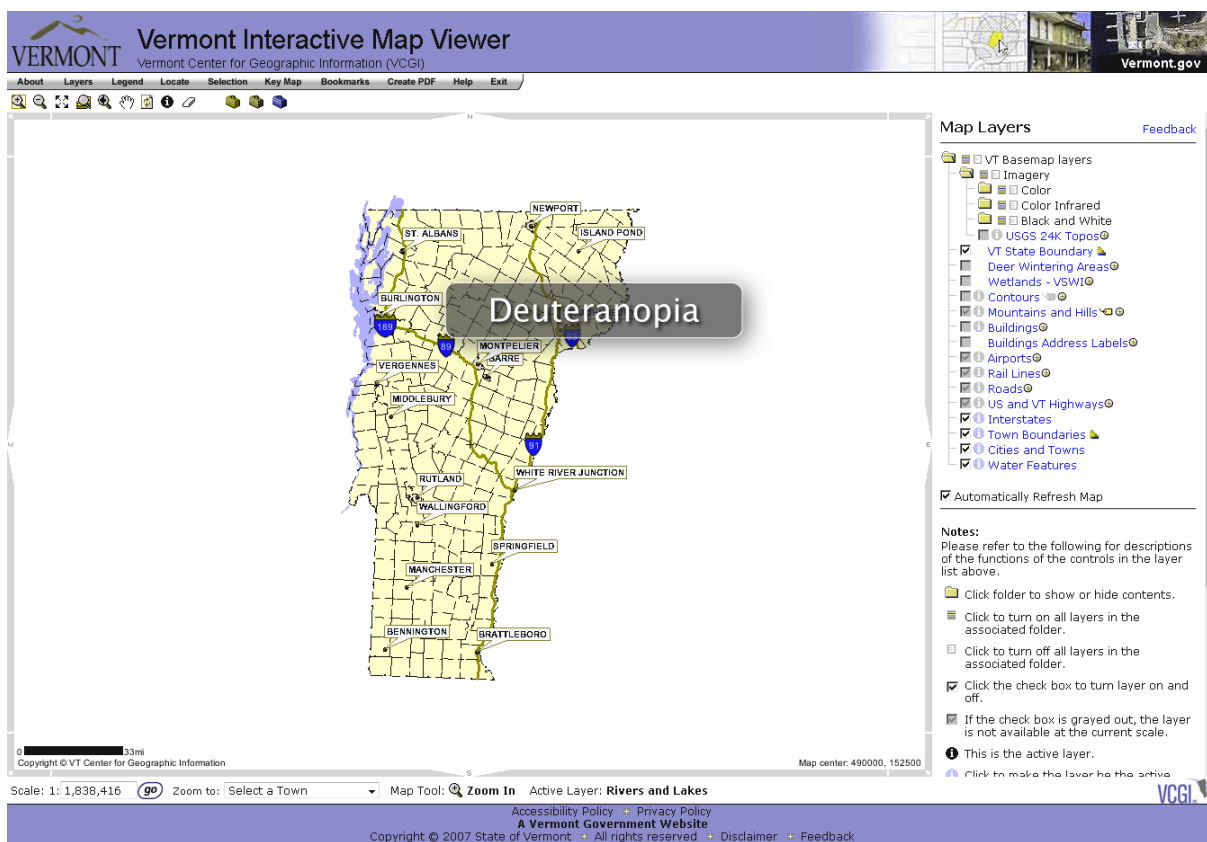 VERMONT
Vermont Interactive Map Viewer
Vermont Center for Geographic Information (VCGI)
Vermont.gov
About Layers Legend Locate Selection Key Map Bookmarks Create PDF Help Exit
N
NEWPORT
ST. ALBANS
ISLAND POND
BURLINGTON
Deuteranopia
189
89
93
MONTPELIER
BARRE
VERGENNES
MIDDLEBURY
W
E
91
RUTLAND
WHITE RIVER JUNCTION
WALLINGFORD
SPRINGFIELD
MANCHESTER
BENNINGTON
BRATTLEBORO
0 33mi
Copyright © VT Center for Geographic Information
Map center: 490000, 152500
S
Map Layers
Feedback
VT Basemap layers
Imagery
Color
Color Infrared
Black and White
USGS 24K Topos
VT State Boundary
Deer Wintering Areas
Wetlands - VSWI
Contours
Mountains and Hills
Buildings
Buildings Address Labels
Airports
Rail Lines
Roads
US and VT Highways
Interstates
Town Boundaries
Cities and Towns
Water Features
Automatically Refresh Map
Notes:
Please refer to the following for descriptions
of the functions of the controls in the layer
list above.
Click folder to show or hide contents.
Click to turn on all layers in the
associated folder.
Click to turn off all layers in the
associated folder.
Click the check box to turn layer on and
off.
If the check box is grayed out, the layer
is not available at the current scale.
This is the active layer.
Click to make the layer be the active
Scale: 1: 1,838,416 go Zoom to: Select a Town Map Tool: Zoom In Active Layer: Rivers and Lakes
VCGI
Accessibility Policy + Privacy Policy
A Vermont Government Website
Copyright © 2007 State of Vermont + All rights reserved + Disclaimer + Feedback